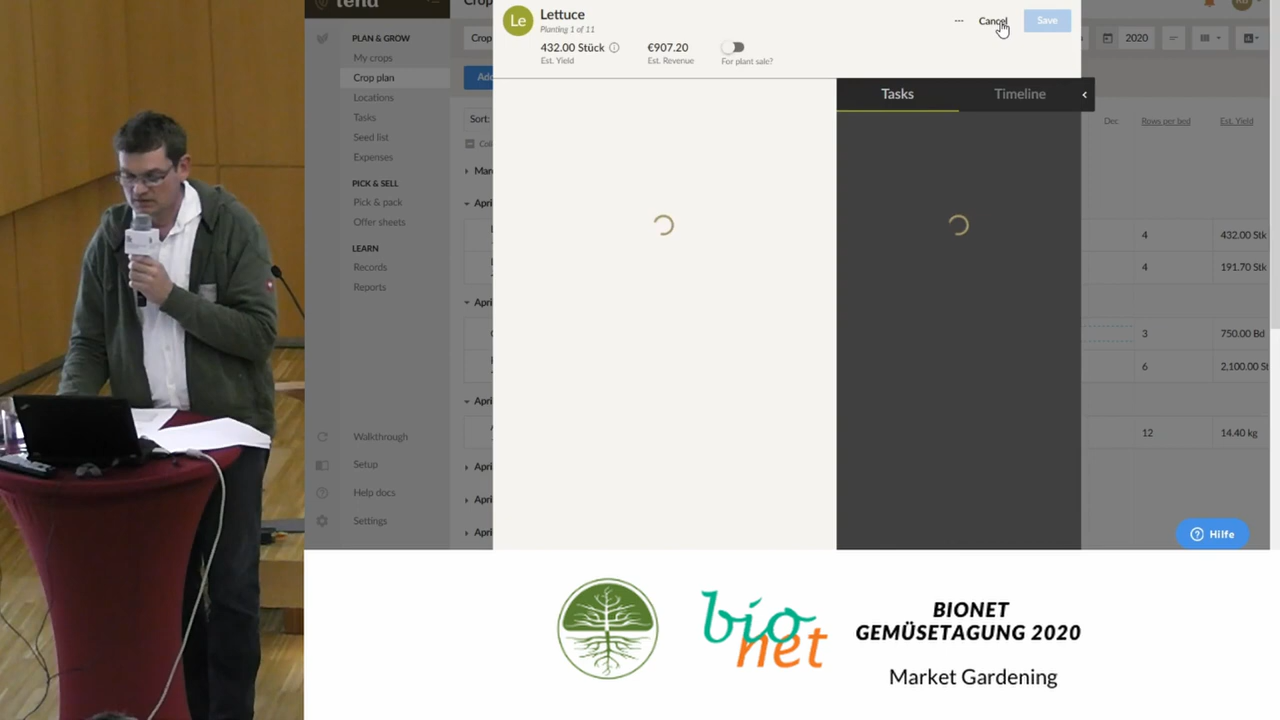 tend
PLAN & GROW
My crops
Crop plan
Locations
Tasks
Seed list
Expenses
PICK & SELL
Pick & pack
Offer sheets
LEARN
Records
Reports
Walkthrough
Setup
Help docs
Settings
Crop
Sort:
Le
Lettuce
Planting 1 of 11
432.00 Stück
Est. Yield
€907.20
Est. Revenue
For plant sale?
Cancel
Save
Tasks
Timeline
2020
Dec
Rows per bed
Est. Yield
4
432.00 Stk
4
191.70 Stk
3
750.00 Bd
6
2,100.00 St
12
14.40 kg
Hilfe
bio
net
BIONET
GEMÜSETAGUNG 2020
Market Gardening